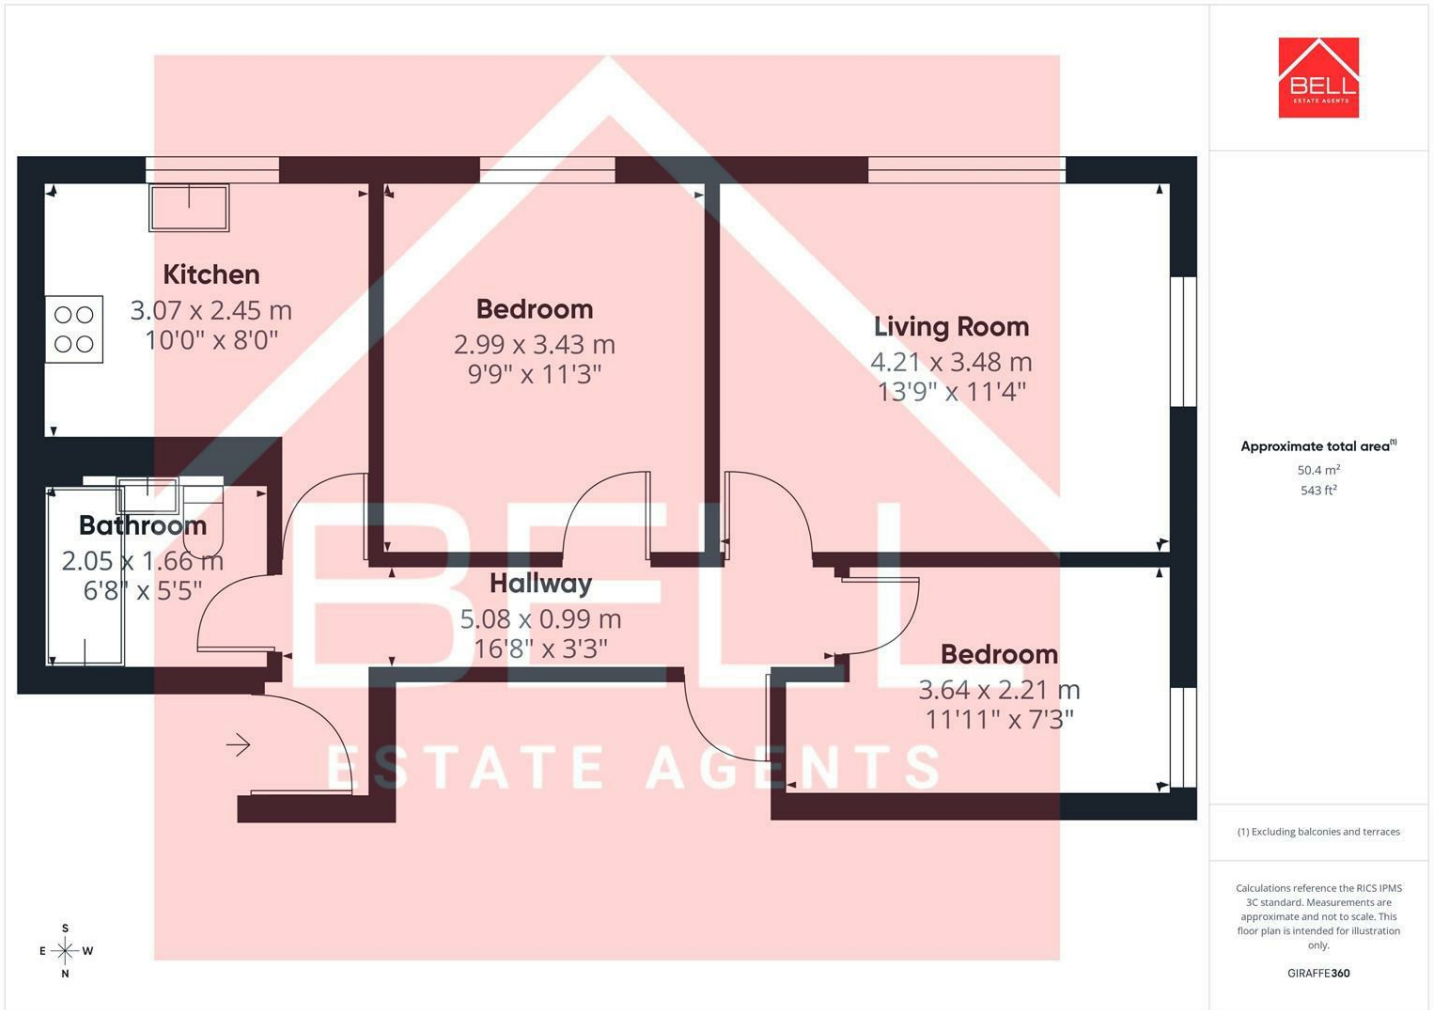 BELL
ESTATE AGENTS
Kitchen
3.07 x 2.45 m
10'0" x 8'0"
Bedroom
2.99 x 3.43 m
9'9" x 11'3"
Living Room
4.21 x 3.48 m
13'9" x 11'4"
Bathroom
2.05 x 1.66 m
6'8" x 5'5"
Hallway
5.08 x 0.99 m
16'8" x 3'3"
Bedroom
3.64 x 2.21 m
11'11" x 7'3"
BELL
ESTATE AGENTS
S
E W
N
Approximate total area(1)
50.4 m²
543 ft²
(1) Excluding balconies and terraces
Calculations reference the RICS IPMS
3C standard. Measurements are
approximate and not to scale. This
floor plan is intended for illustration
only.
GIRAFFE360